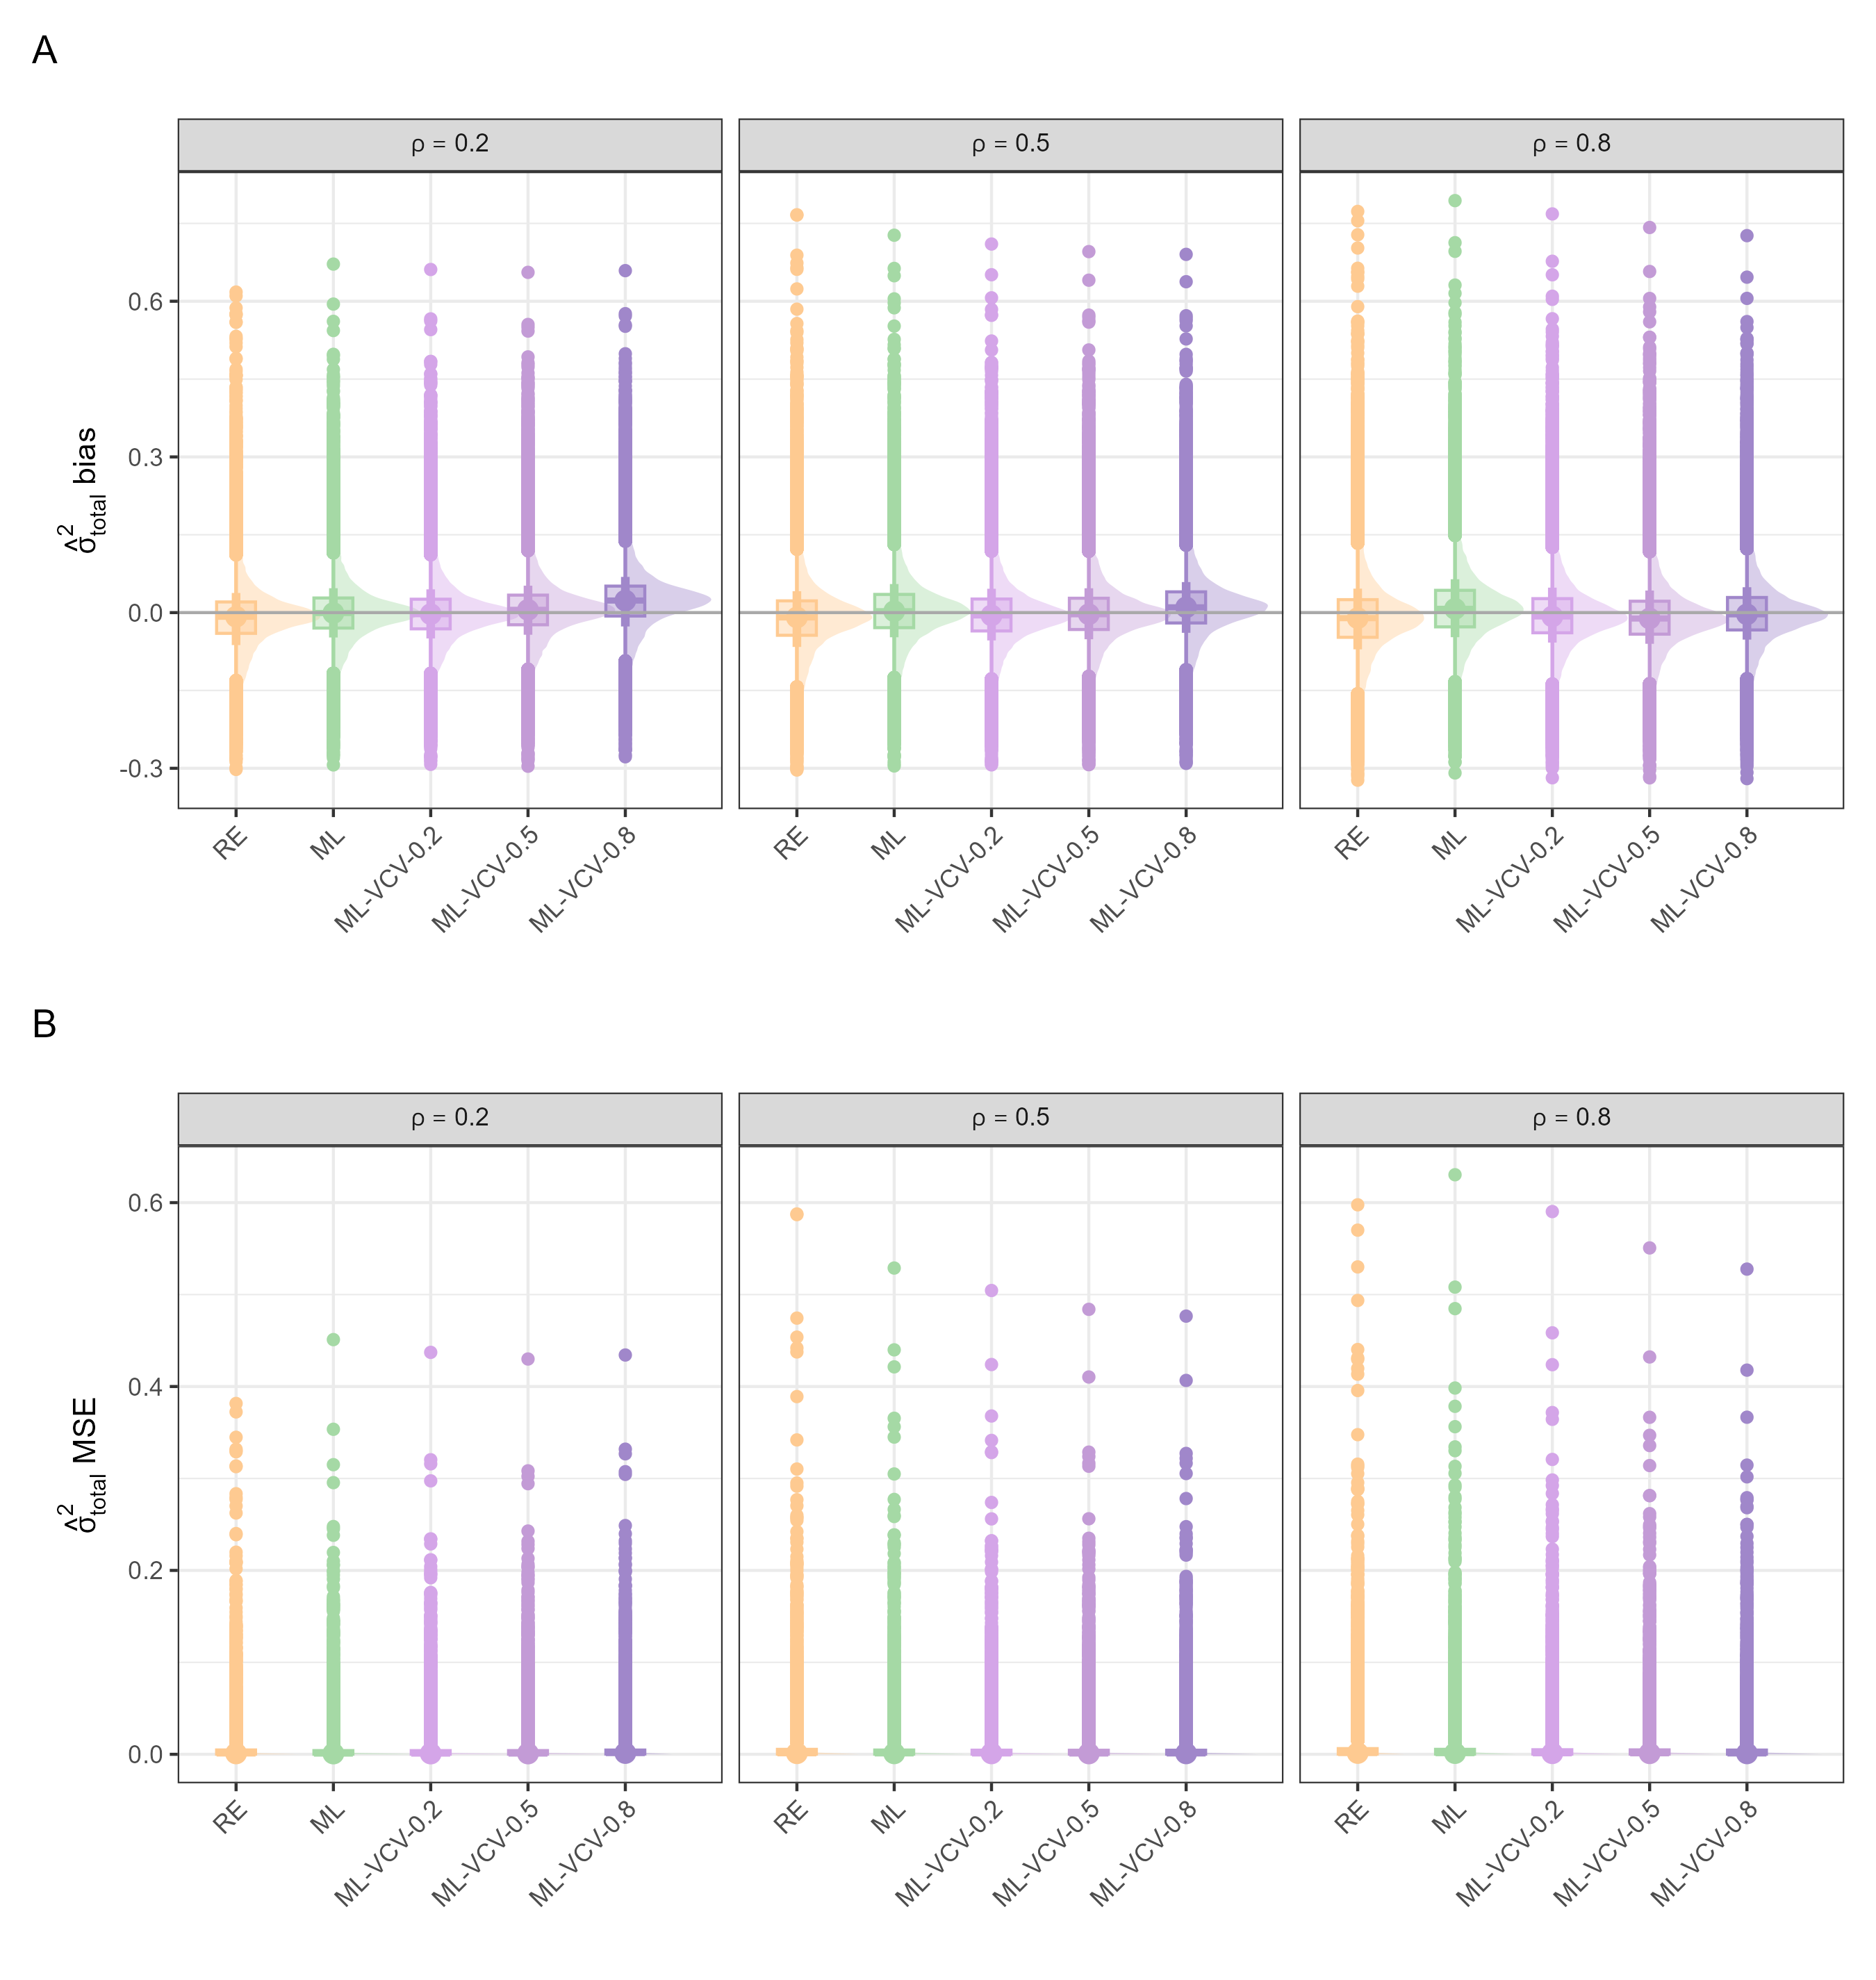 A
ρ = 0.2 ρ = 0.5 ρ = 0.8
σ̂²total bias
0.6
0.3
0.0
-0.3
RE ML ML-VCV-0.2 ML-VCV-0.5 ML-VCV-0.8 RE ML ML-VCV-0.2 ML-VCV-0.5 ML-VCV-0.8 RE ML ML-VCV-0.2 ML-VCV-0.5 ML-VCV-0.8
B
ρ = 0.2 ρ = 0.5 ρ = 0.8
σ̂²total MSE
0.6
0.4
0.2
0.0
RE ML ML-VCV-0.2 ML-VCV-0.5 ML-VCV-0.8 RE ML ML-VCV-0.2 ML-VCV-0.5 ML-VCV-0.8 RE ML ML-VCV-0.2 ML-VCV-0.5 ML-VCV-0.8